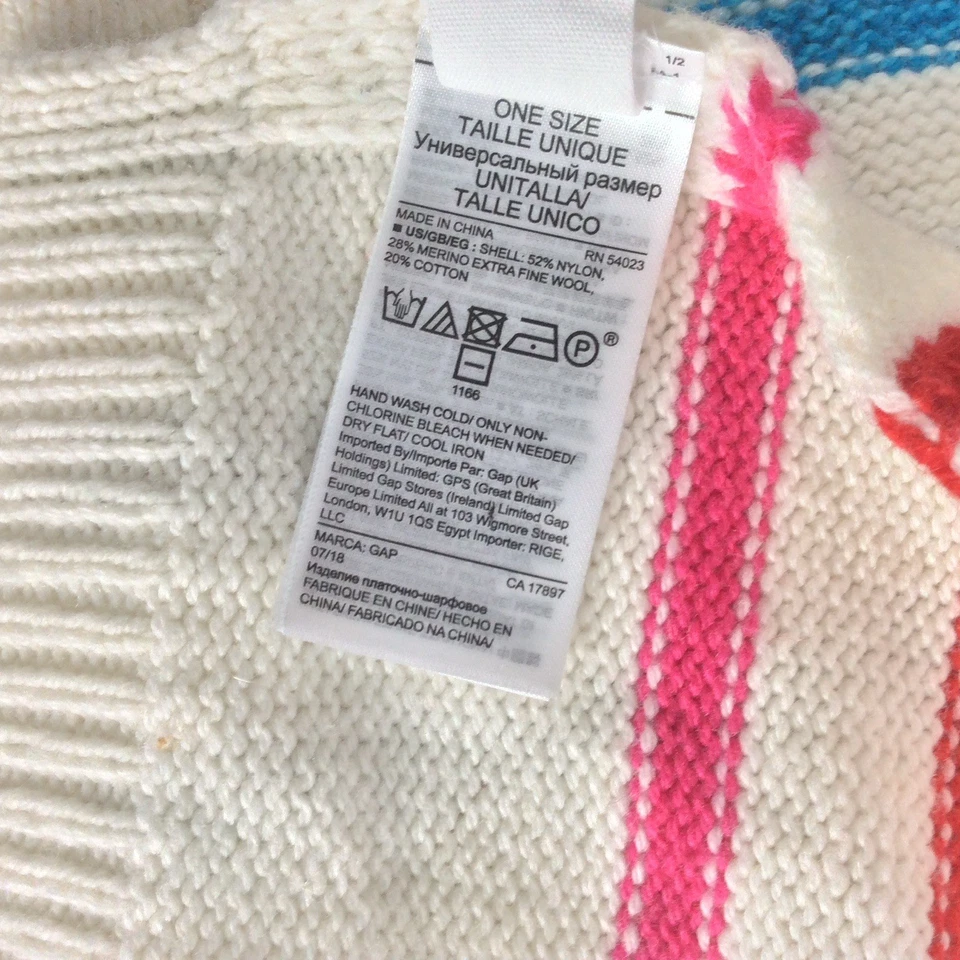 1/2
ONE SIZE
TAILLE UNIQUE
Универсальный размер
UNITALLA/
TALLE UNICO
MADE IN CHINA RN 54023
■ US/GB/EG : SHELL: 52% NYLON,
28% MERINO EXTRA FINE WOOL,
20% COTTON
P ®
1166
HAND WASH COLD/ ONLY NON-
CHLORINE BLEACH WHEN NEEDED/
DRY FLAT/ COOL IRON
Imported By/Importe Par: Gap (UK
Holdings) Limited: GPS (Great Britain)
Limited Gap Stores (Ireland) Limited Gap
Europe Limited All at 103 Wigmore Street,
London, W1U 1QS Egypt Importer: RIGE,
LLC
MARCA: GAP CA 17897
07/18
Изделие платочно-шарфовое
FABRIQUE EN CHINE/ HECHO EN
CHINA/ FABRICADO NA CHINA/